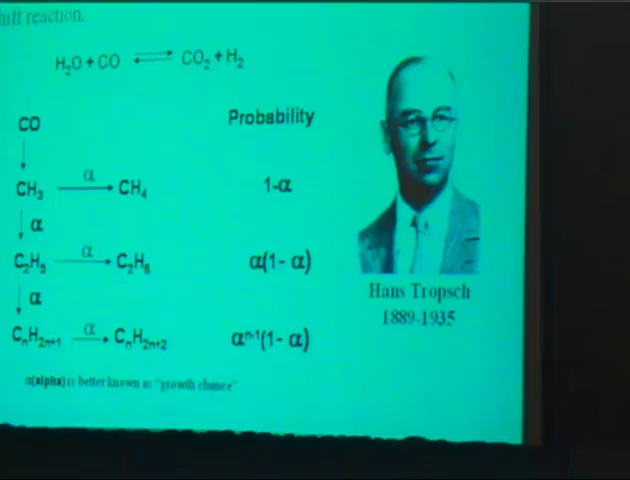 shift reaction.
H₂O + CO ⇌ CO₂ + H₂
CO
Probability
↓
CH₃ —α→ CH₄
1-α
↓ α
C₂H₅ —α→ C₂H₆
α(1- α)
↓ α
CₙH₂ₙ₊₁ —α→ CₙH₂ₙ₊₂
αⁿ⁻¹(1- α)
Hans Tropsch
1889-1935
α(alpha) is better known as "growth chance"